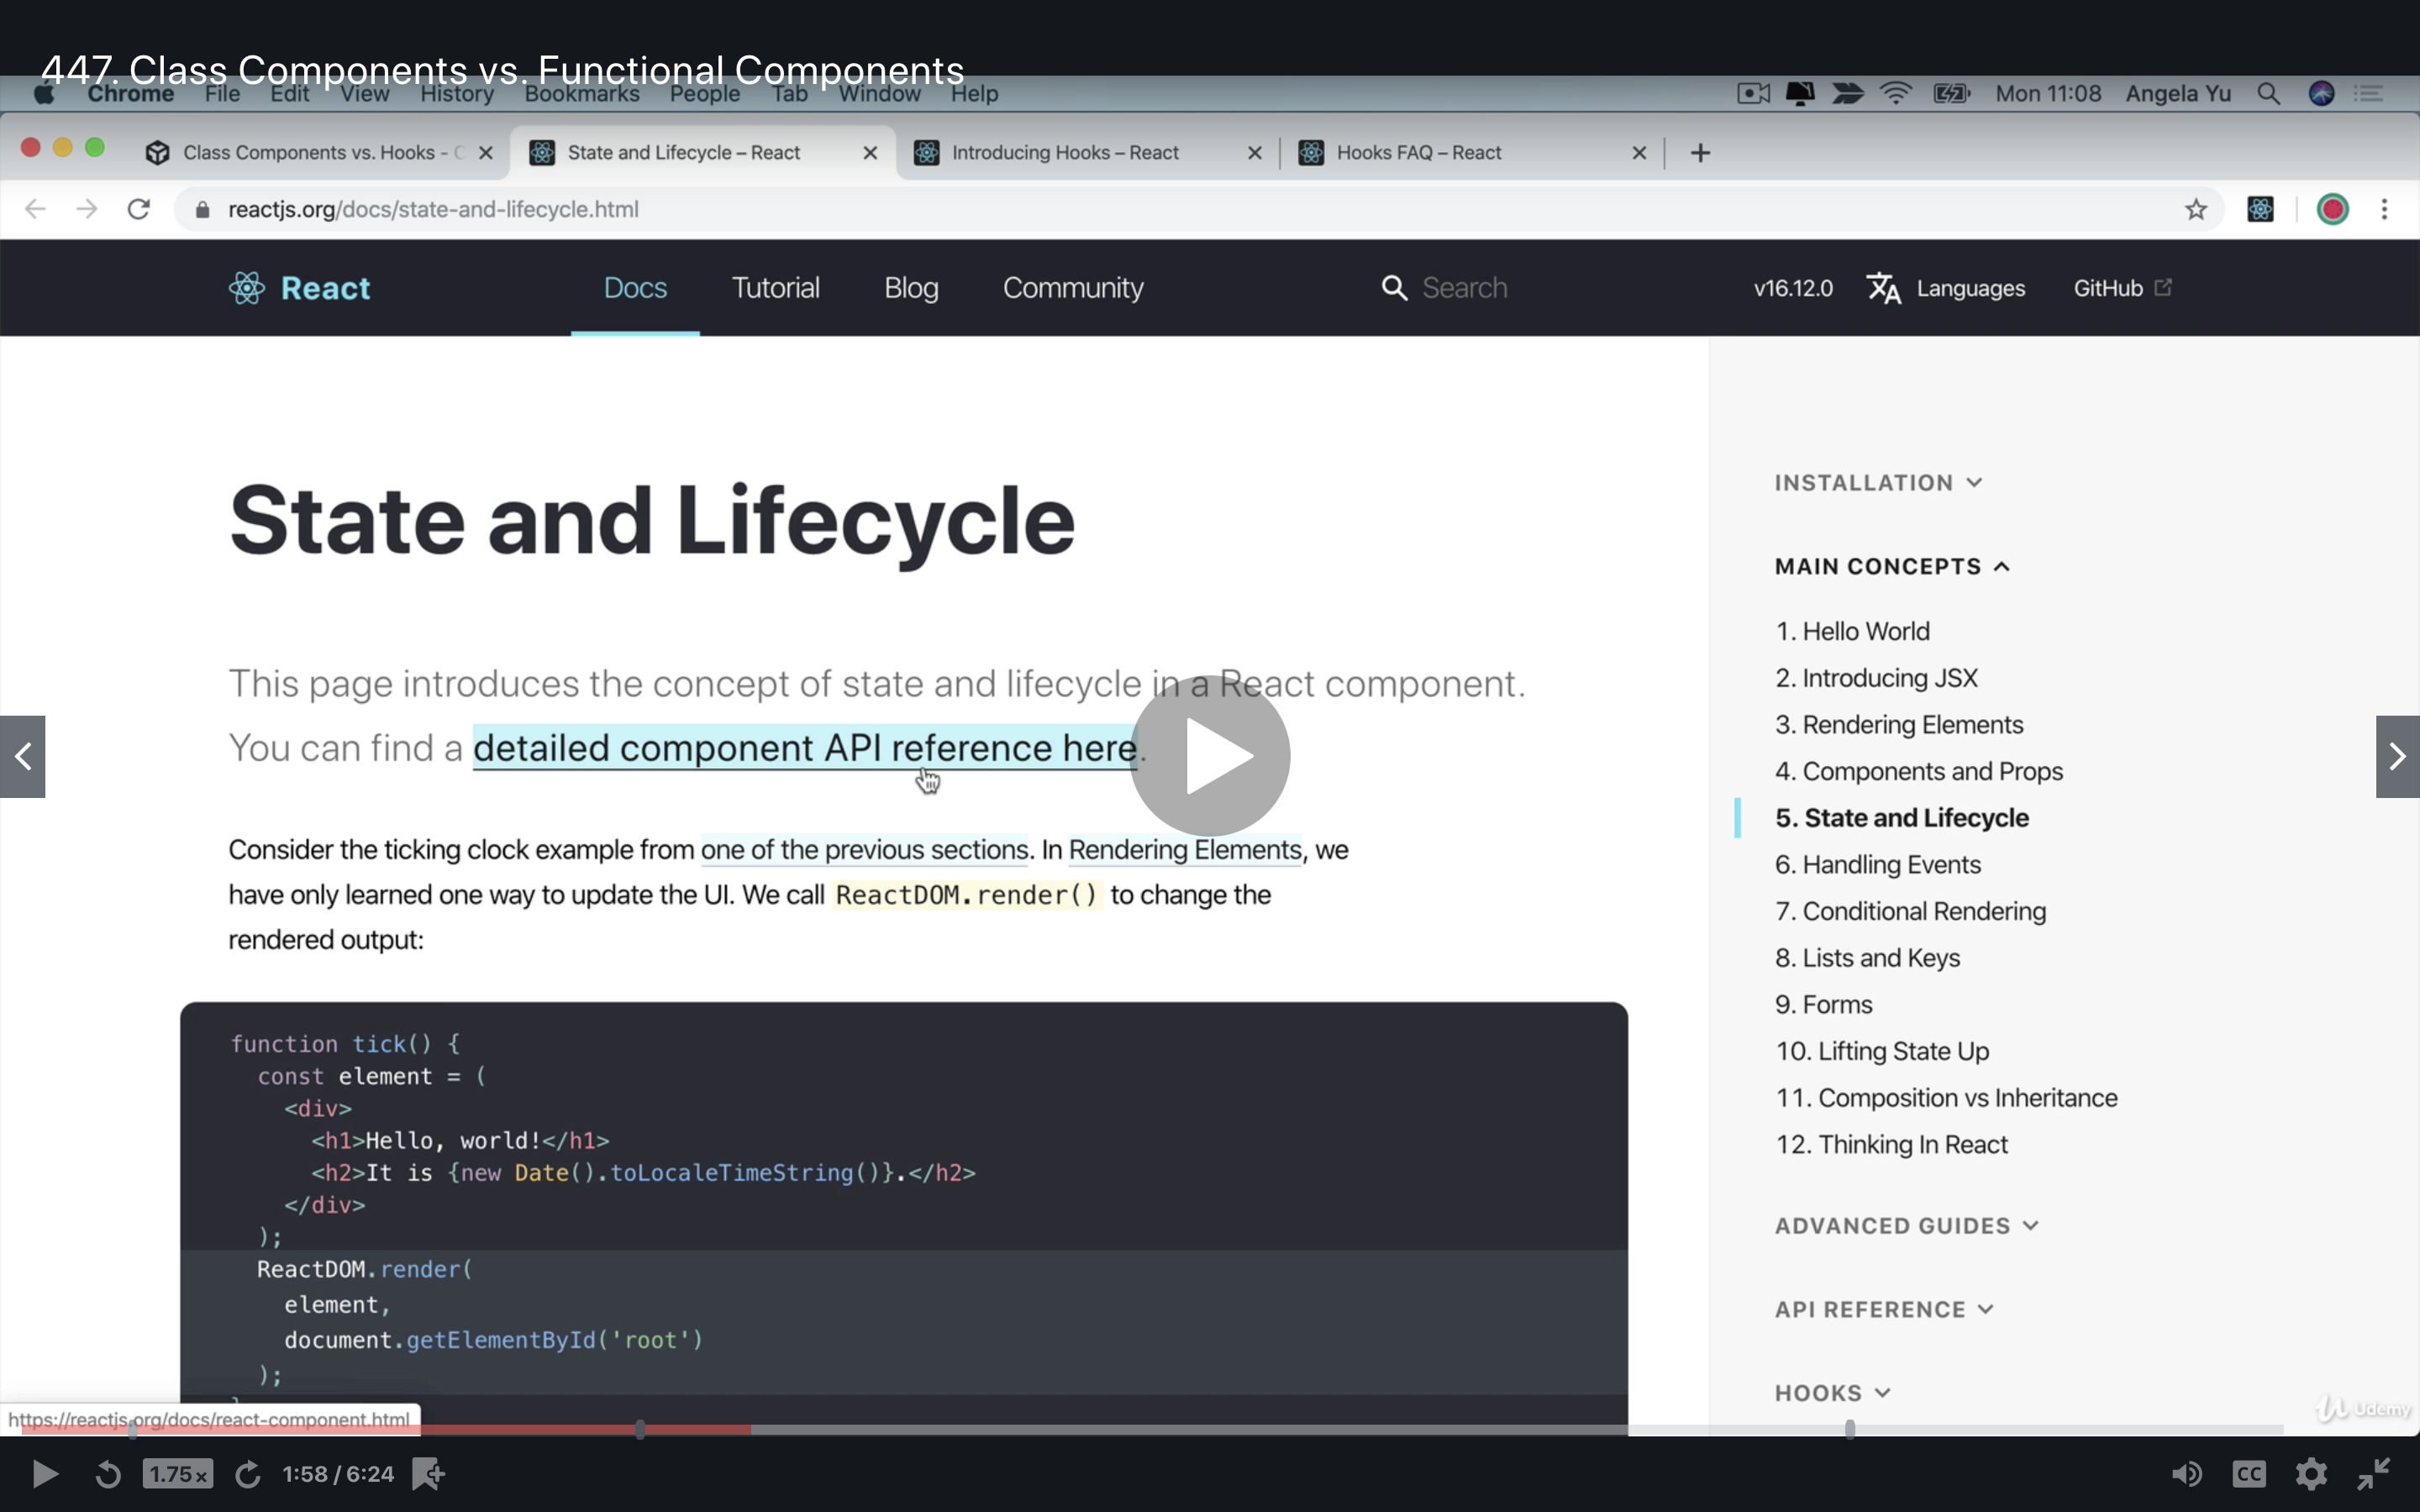 447. Class Components vs. Functional Components
Chrome File Edit View History Bookmarks People Tab Window Help Mon 11:08 Angela Yu
Class Components vs. Hooks - C State and Lifecycle – React Introducing Hooks – React Hooks FAQ – React
reactjs.org/docs/state-and-lifecycle.html
React Docs Tutorial Blog Community Search v16.12.0 Languages GitHub
State and Lifecycle
This page introduces the concept of state and lifecycle in a React component.
You can find a detailed component API reference here.
Consider the ticking clock example from one of the previous sections. In Rendering Elements, we
have only learned one way to update the UI. We call ReactDOM.render() to change the
rendered output:
function tick() {
const element = (
<div>
<h1>Hello, world!</h1>
<h2>It is {new Date().toLocaleTimeString()}.</h2>
</div>
);
ReactDOM.render(
element,
document.getElementById('root')
);
INSTALLATION
MAIN CONCEPTS
1. Hello World
2. Introducing JSX
3. Rendering Elements
4. Components and Props
5. State and Lifecycle
6. Handling Events
7. Conditional Rendering
8. Lists and Keys
9. Forms
10. Lifting State Up
11. Composition vs Inheritance
12. Thinking In React
ADVANCED GUIDES
API REFERENCE
HOOKS
https://reactjs.org/docs/react-component.html
Udemy
1.75x 1:58 / 6:24 CC